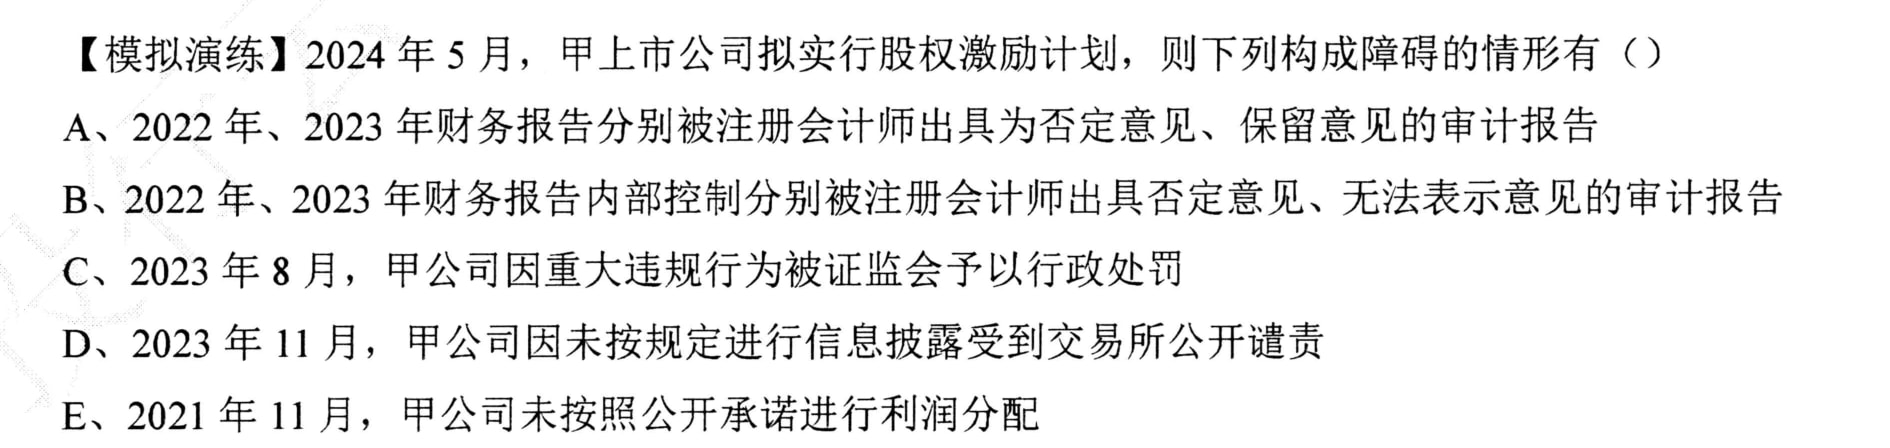 【模拟演练】2024 年 5 月，甲上市公司拟实行股权激励计划，则下列构成障碍的情形有（）
A、2022 年、2023 年财务报告分别被注册会计师出具为否定意见、保留意见的审计报告
B、2022 年、2023 年财务报告内部控制分别被注册会计师出具否定意见、无法表示意见的审计报告
C、2023 年 8 月，甲公司因重大违规行为被证监会予以行政处罚
D、2023 年 11 月，甲公司因未按规定进行信息披露受到交易所公开谴责
E、2021 年 11 月，甲公司未按照公开承诺进行利润分配